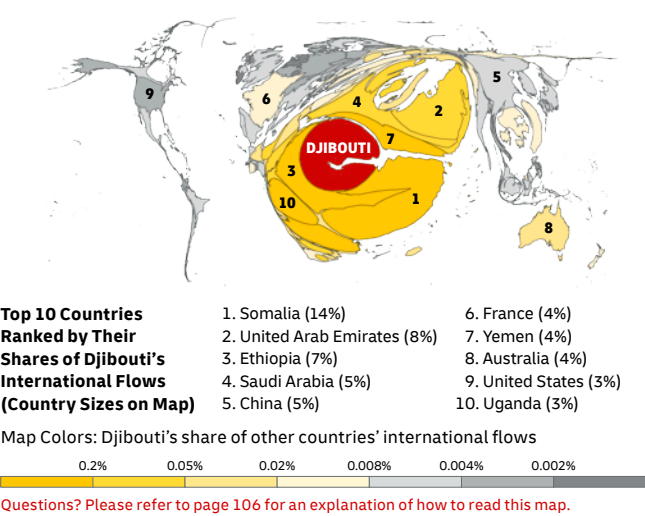 9
6
4
5
2
7
DJIBOUTI
3
10
1
8
Top 10 Countries
Ranked by Their
Shares of Djibouti's
International Flows
(Country Sizes on Map)
1. Somalia (14%)
2. United Arab Emirates (8%)
3. Ethiopia (7%)
4. Saudi Arabia (5%)
5. China (5%)
6. France (4%)
7. Yemen (4%)
8. Australia (4%)
9. United States (3%)
10. Uganda (3%)
Map Colors: Djibouti's share of other countries' international flows
0.2% 0.05% 0.02% 0.008% 0.004% 0.002%
Questions? Please refer to page 106 for an explanation of how to read this map.